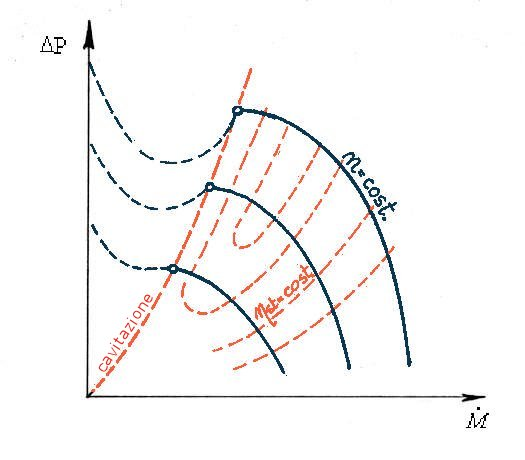 ΔP
n=cost.
ηst=cost.
cavitazione
Ṁ